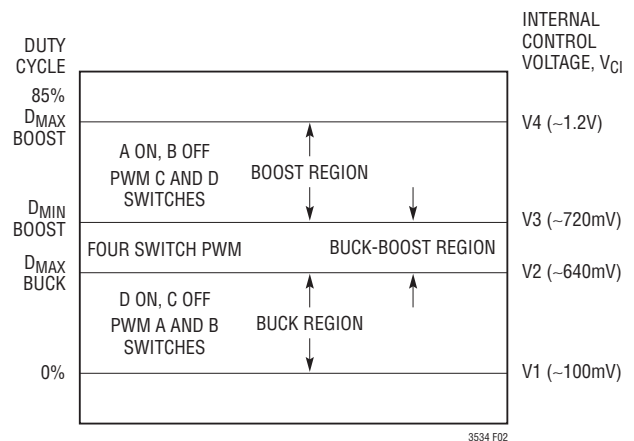 DUTY
CYCLE
INTERNAL
CONTROL
VOLTAGE, VCI
85%
DMAX
BOOST
V4 (~1.2V)
A ON, B OFF
PWM C AND D
SWITCHES
BOOST REGION
DMIN
BOOST
V3 (~720mV)
FOUR SWITCH PWM
BUCK-BOOST REGION
DMAX
BUCK
V2 (~640mV)
D ON, C OFF
PWM A AND B
SWITCHES
BUCK REGION
0%
V1 (~100mV)
3534 F02